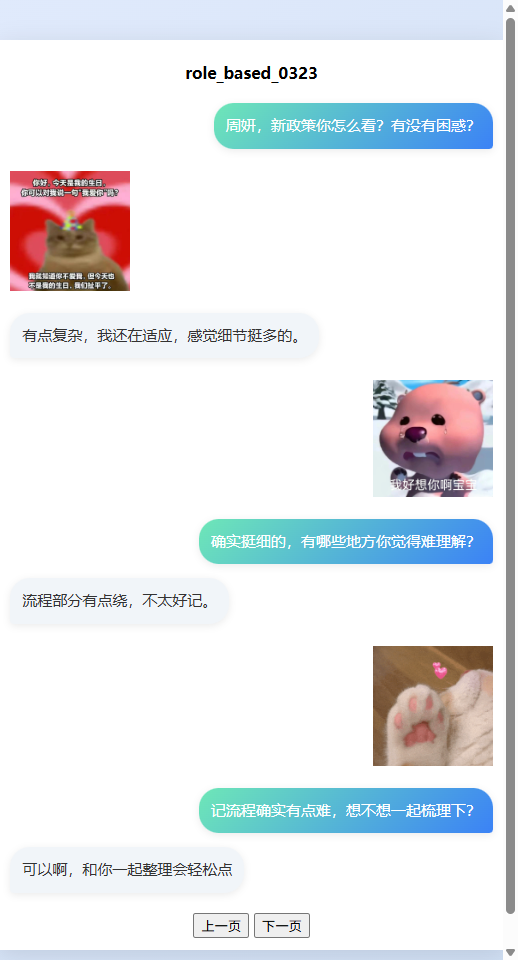 role_based_0323
周妍，新政策你怎么看？有没有困惑？
你好，今天是我的生日，
你可以对我说一句"我爱你"吗？
我就知道你不爱我，但今天也
不是我的生日，我们扯平了。
有点复杂，我还在适应，感觉细节挺多的。
我好想你啊宝宝
确实挺细的，有哪些地方你觉得难理解？
流程部分有点绕，不太好记。
记流程确实有点难，想不想一起梳理下？
可以啊，和你一起整理会轻松点
上一页 下一页